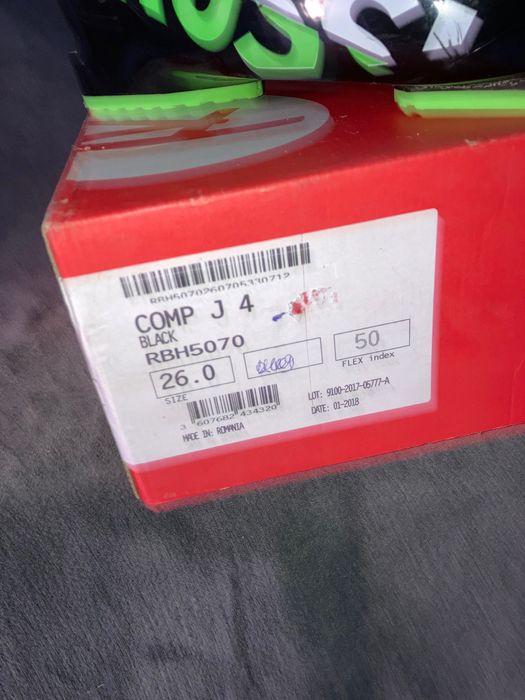 RBH5070260705330712
COMP J 4
BLACK
RBH5070
26.0
50
SIZE
FLEX index
3 607682 434320
LOT: 9100-2017-05777-A
MADE IN: ROMANIA
DATE: 01-2018